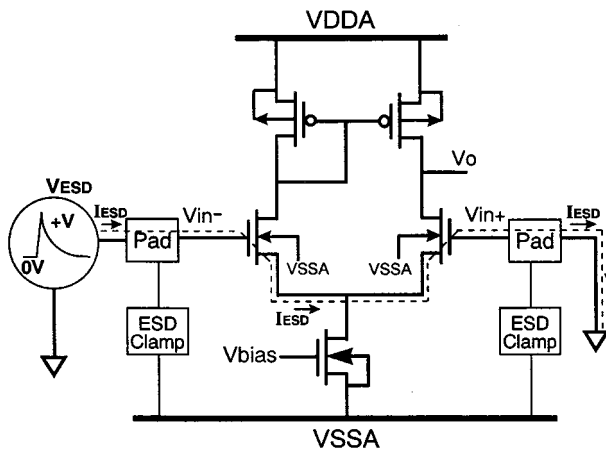 VDDA
Vo
VESD
+V
0V
IESD
Pad
Vin-
VSSA
VSSA
Vin+
Pad
IESD
IESD
ESD
Clamp
Vbias
ESD
Clamp
VSSA